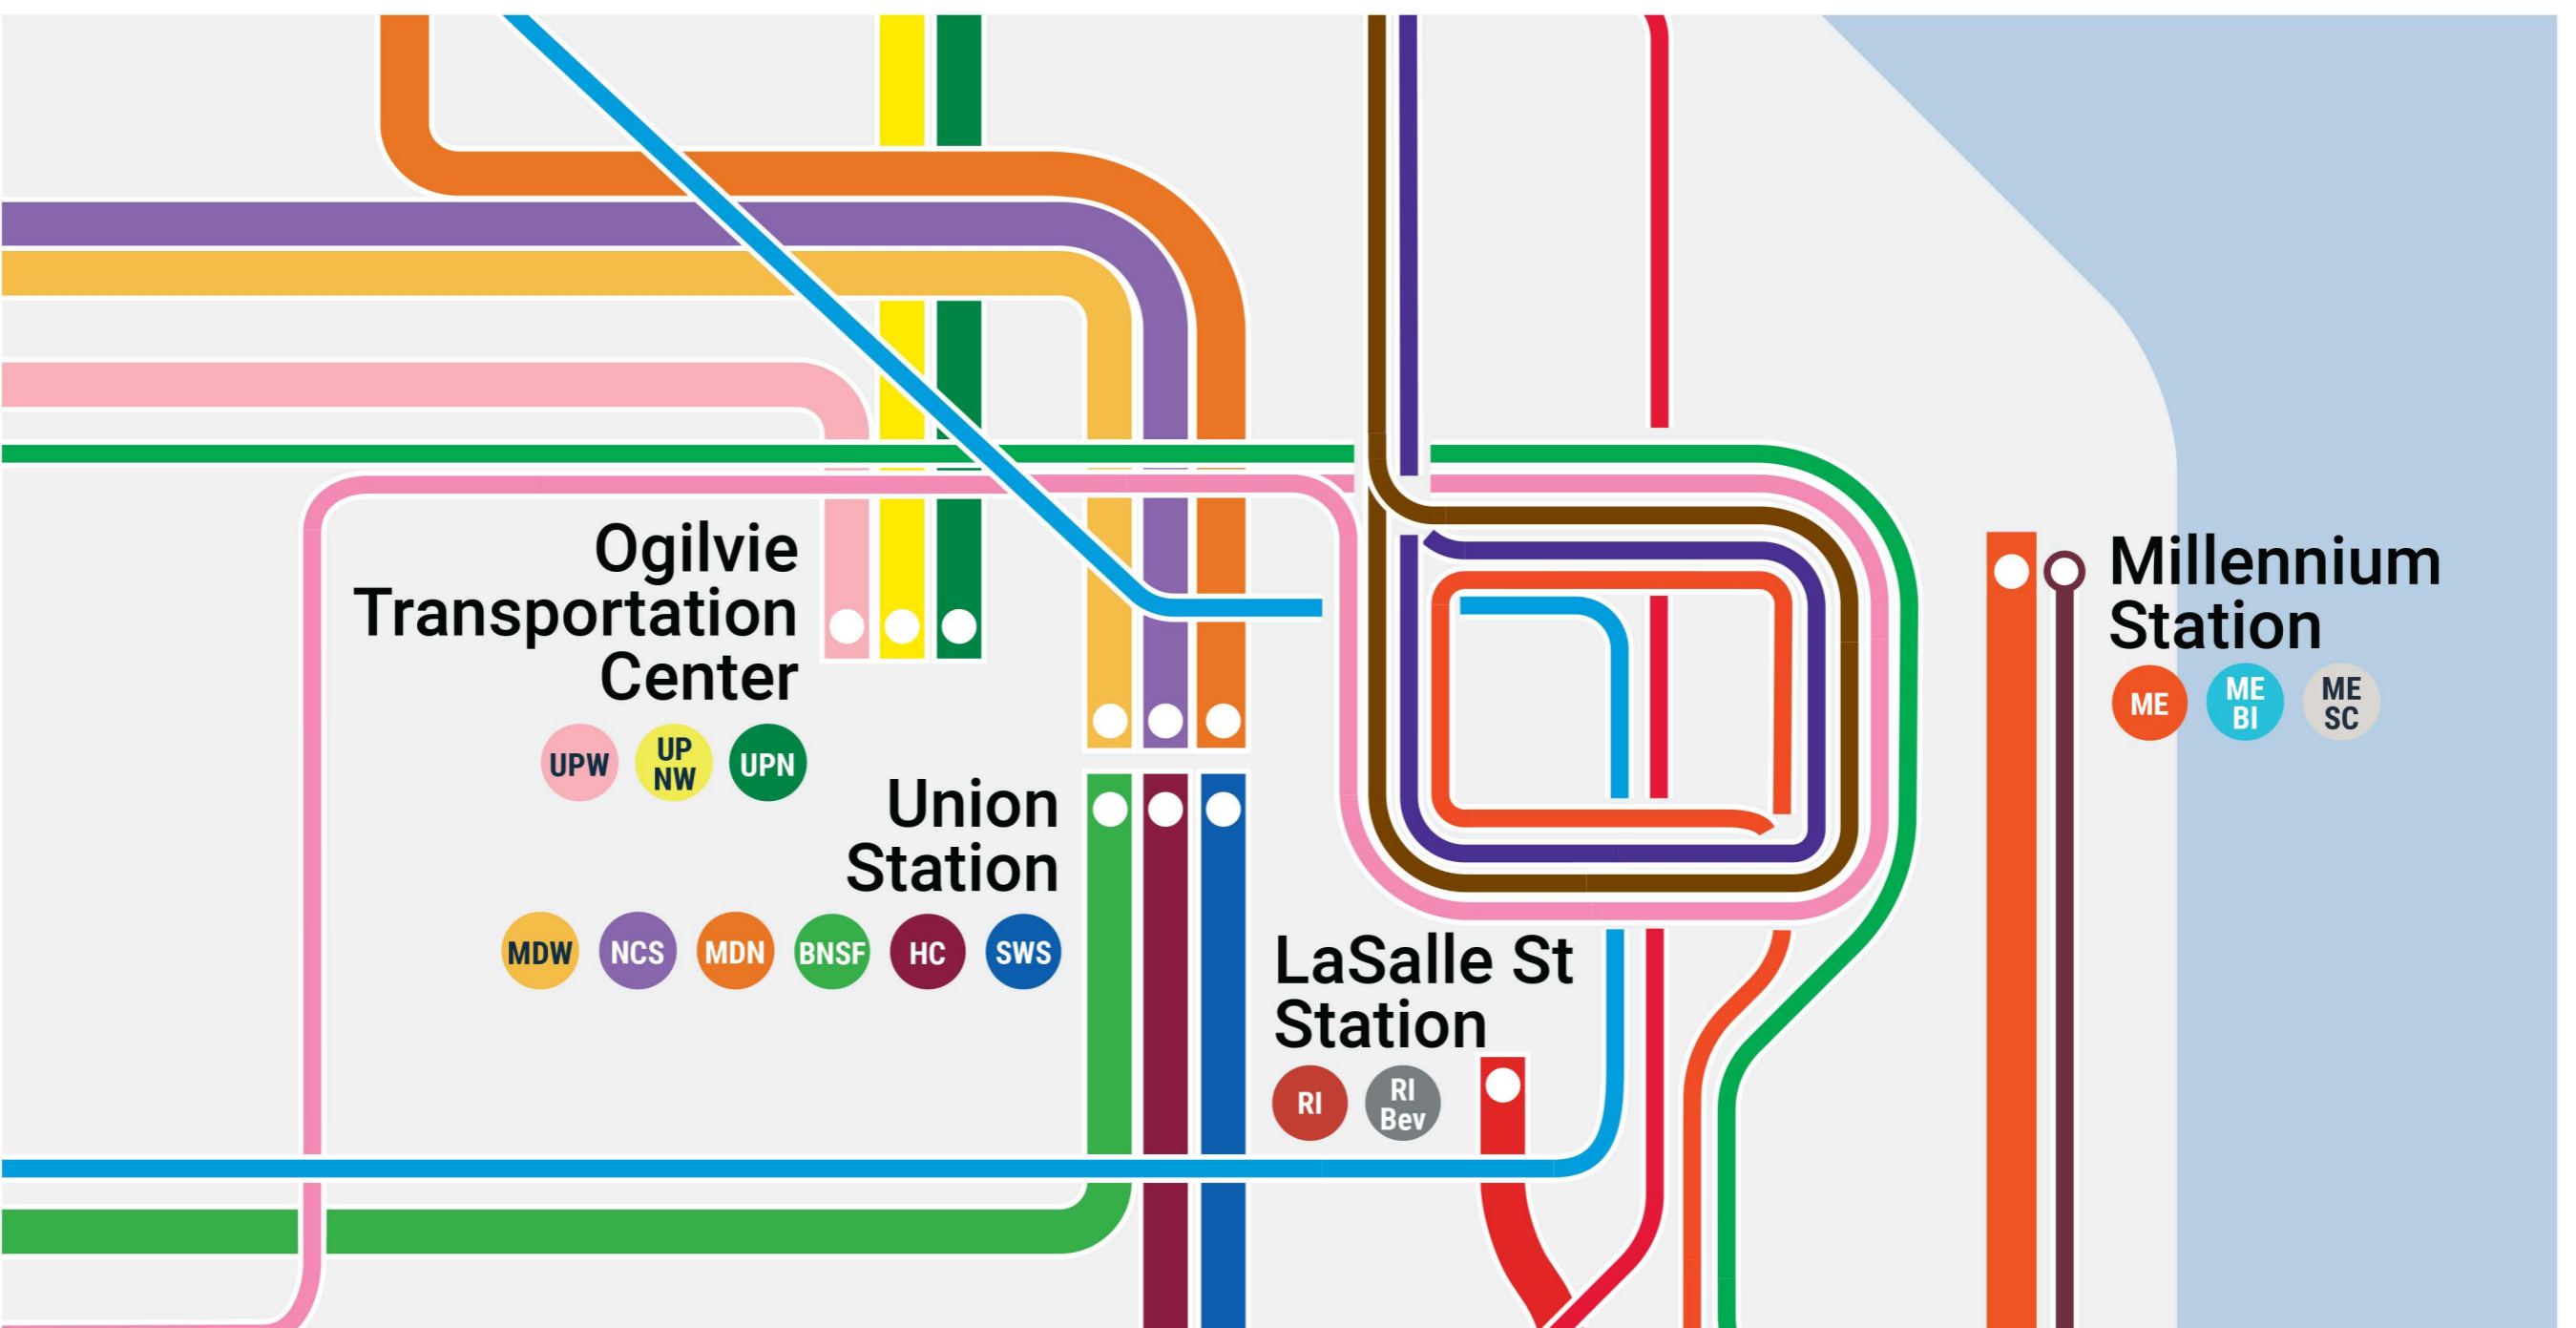 Ogilvie
Transportation
Center
UPW
UP
NW
UPN
Union
Station
MDW
NCS
MDN
BNSF
HC
SWS
LaSalle St
Station
RI
RI
Bev
Millennium
Station
ME
ME
BI
ME
SC